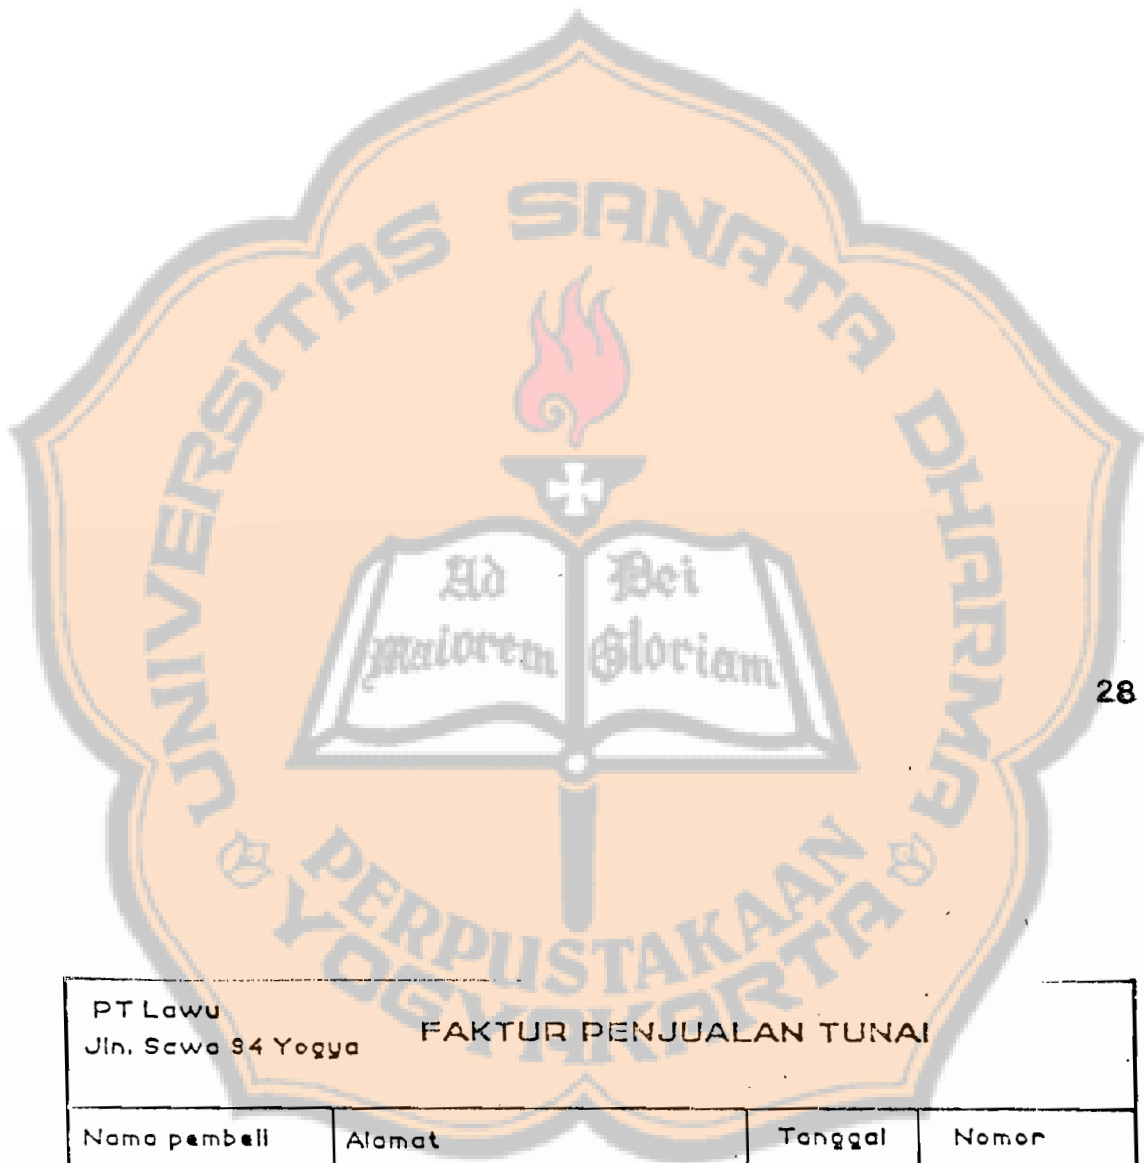 UNIVERSITAS SANATA DHARMA
Ad Dei
Maiorem Gloriam
28
PERPUSTAKAAN
YOGYAKARTA
PT Lawu
Jln. Sawo 94 Yogya
FAKTUR PENJUALAN TUNAI
Nama pembeli
Alamat
Tanggal
Nomor